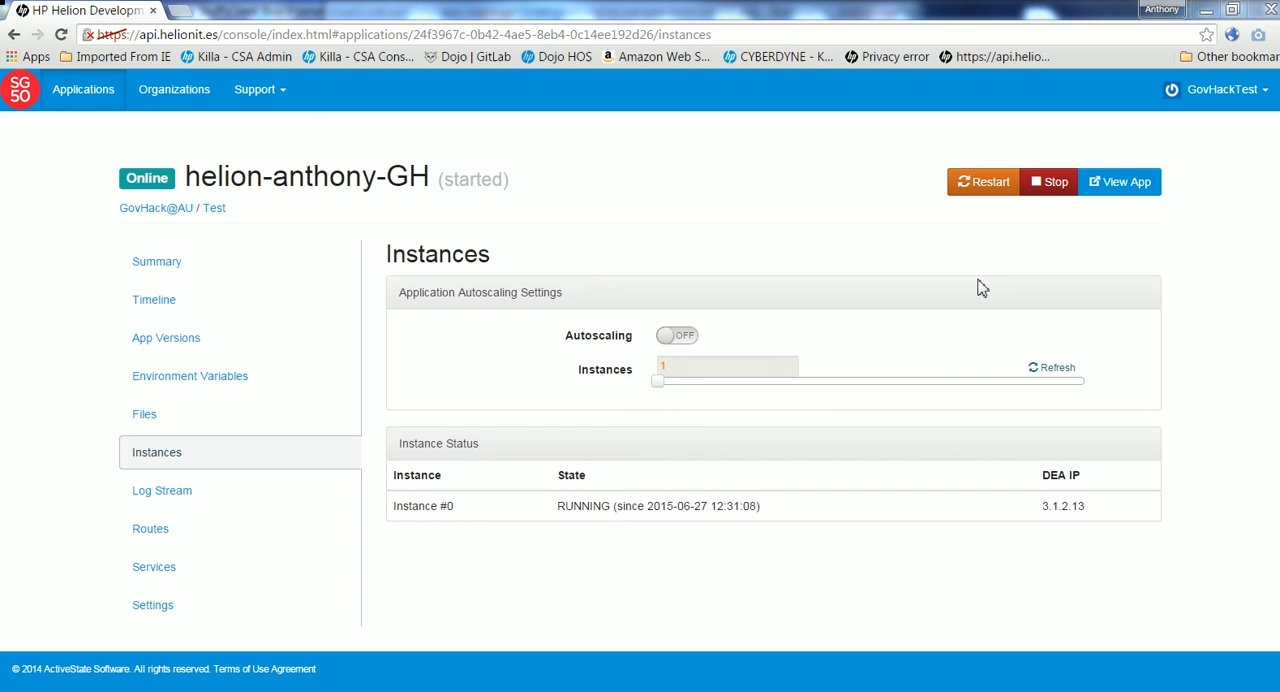 HP Helion Developm
Anthony
https://api.helionit.es/console/index.html#applications/24f3967c-0b42-4ae5-8eb4-0c14ee192d26/instances
Apps Imported From IE Killa - CSA Admin Killa - CSA Cons... Dojo | GitLab Dojo HOS Amazon Web S... CYBERDYNE - K... Privacy error https://api.helio... Other bookmar
SG
50
Applications Organizations Support GovHackTest
Online helion-anthony-GH (started)
Restart Stop View App
GovHack@AU / Test
Summary
Timeline
App Versions
Environment Variables
Files
Instances
Log Stream
Routes
Services
Settings
Instances
Application Autoscaling Settings
Autoscaling OFF
Instances 1 Refresh
Instance Status
Instance State DEA IP
Instance #0 RUNNING (since 2015-06-27 12:31:08) 3.1.2.13
© 2014 ActiveState Software. All rights reserved. Terms of Use Agreement